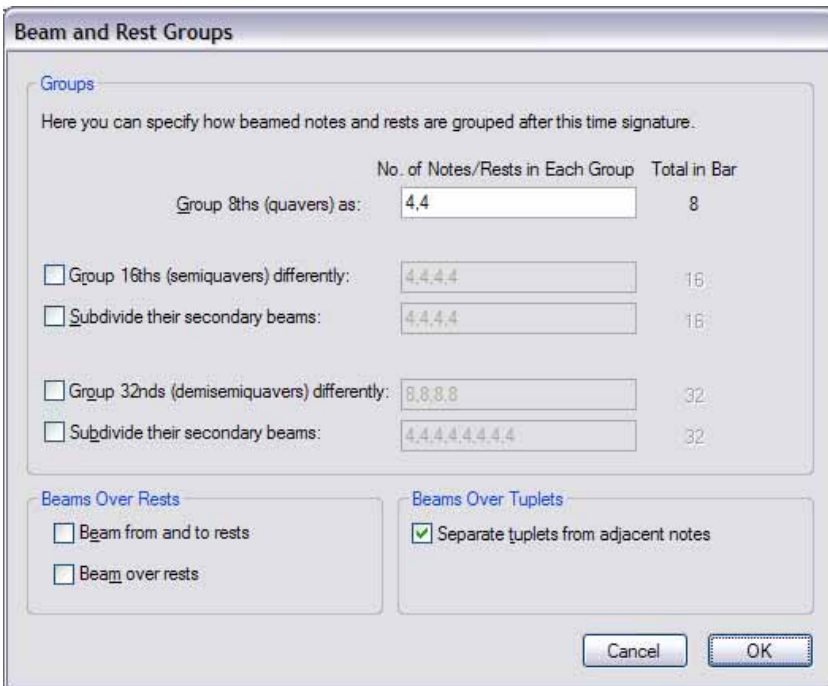 Beam and Rest Groups
Groups
Here you can specify how beamed notes and rests are grouped after this time signature.
No. of Notes/Rests in Each Group Total in Bar
Group 8ths (quavers) as: 4,4 8
Group 16ths (semiquavers) differently: 4,4,4,4 16
Subdivide their secondary beams: 4,4,4,4 16
Group 32nds (demisemiquavers) differently: 8,8,8,8 32
Subdivide their secondary beams: 4,4,4,4,4,4,4,4 32
Beams Over Rests
Beam from and to rests
Beam over rests
Beams Over Tuplets
Separate tuplets from adjacent notes
Cancel OK